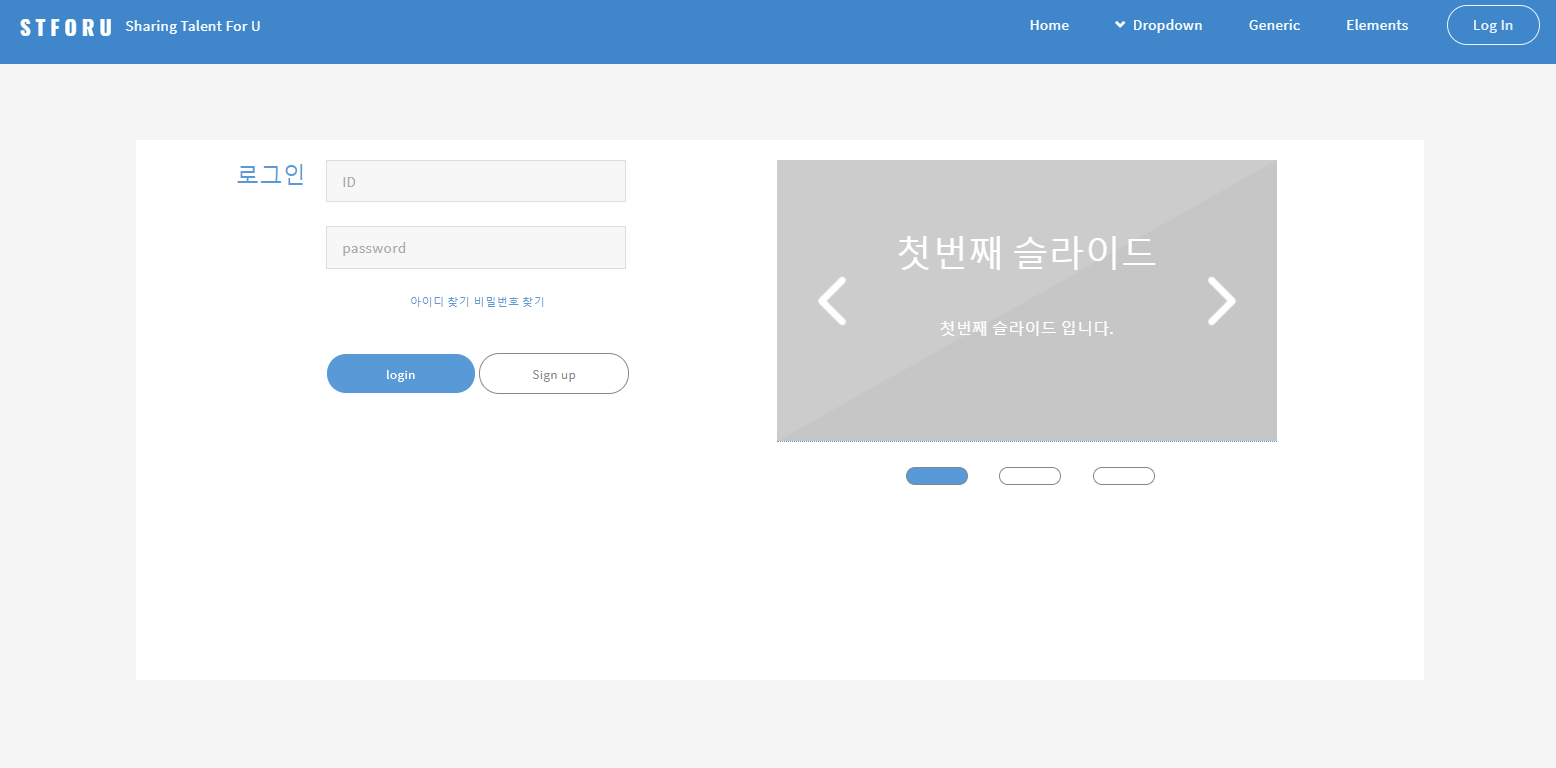 STFORU Sharing Talent For U
Home Dropdown Generic Elements Log In
로그인
ID
password
아이디 찾기 비밀번호 찾기
login Sign up
첫번째 슬라이드
첫번째 슬라이드 입니다.